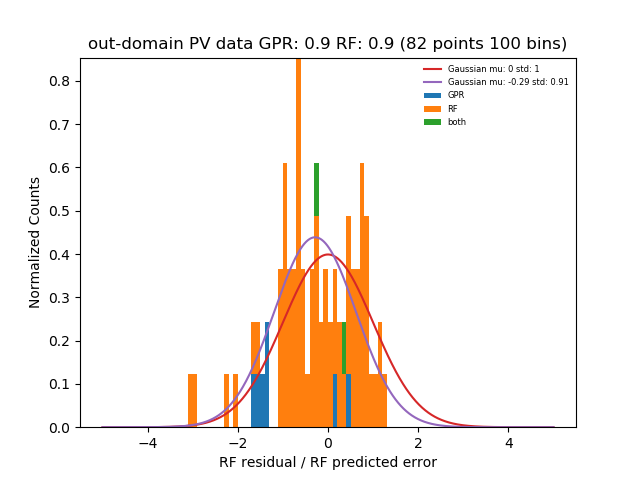 out-domain PV data GPR: 0.9 RF: 0.9 (82 points 100 bins)
Gaussian mu: 0 std: 1
Gaussian mu: -0.29 std: 0.91
GPR
RF
both
Normalized Counts
0.8
0.7
0.6
0.5
0.4
0.3
0.2
0.1
0.0
−4 −2 0 2 4
RF residual / RF predicted error